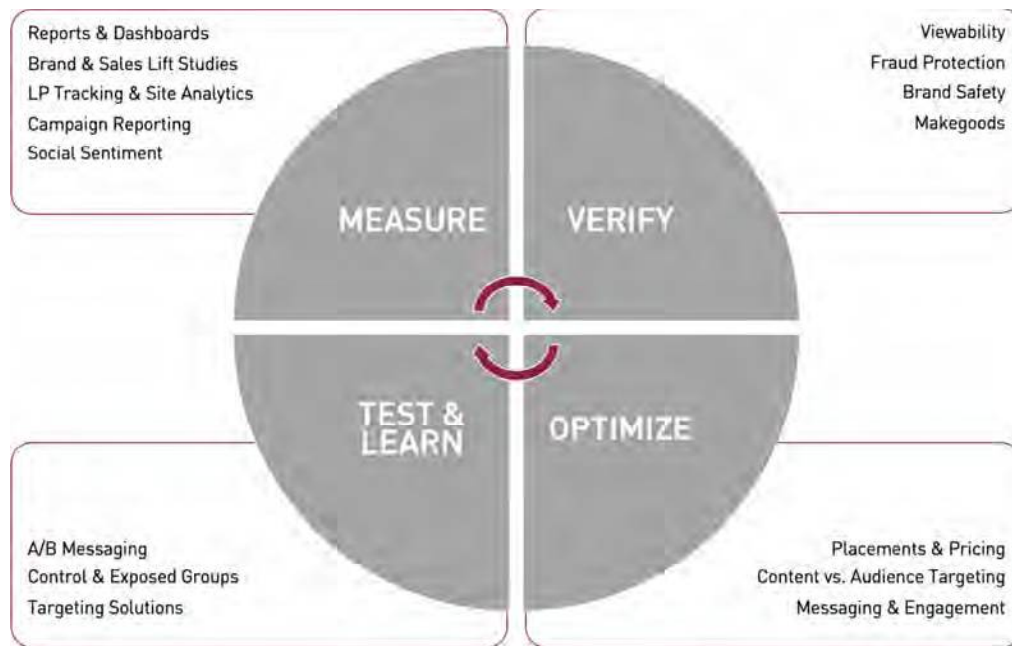 Reports & Dashboards
Brand & Sales Lift Studies
LP Tracking & Site Analytics
Campaign Reporting
Social Sentiment
Viewability
Fraud Protection
Brand Safety
Makegoods
MEASURE
VERIFY
TEST &
LEARN
OPTIMIZE
A/B Messaging
Control & Exposed Groups
Targeting Solutions
Placements & Pricing
Content vs. Audience Targeting
Messaging & Engagement